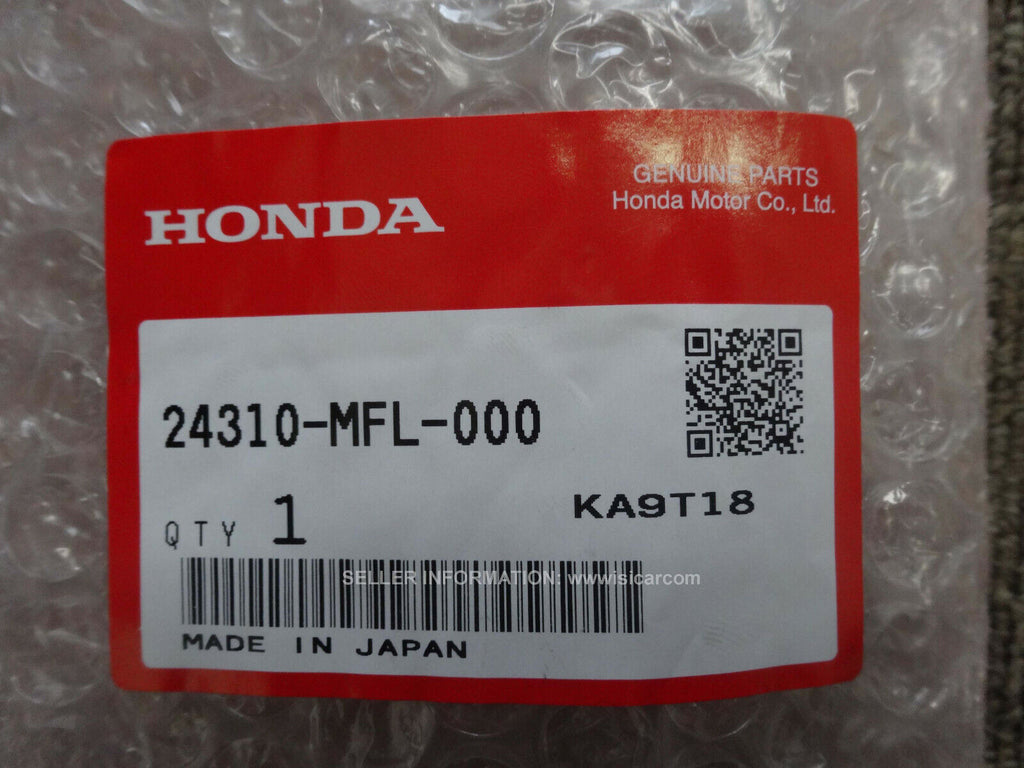 HONDA
GENUINE PARTS
Honda Motor Co., Ltd.
24310-MFL-000
QTY 1
KA9T18
SELLER INFORMATION: www.isicar.com
MADE IN JAPAN